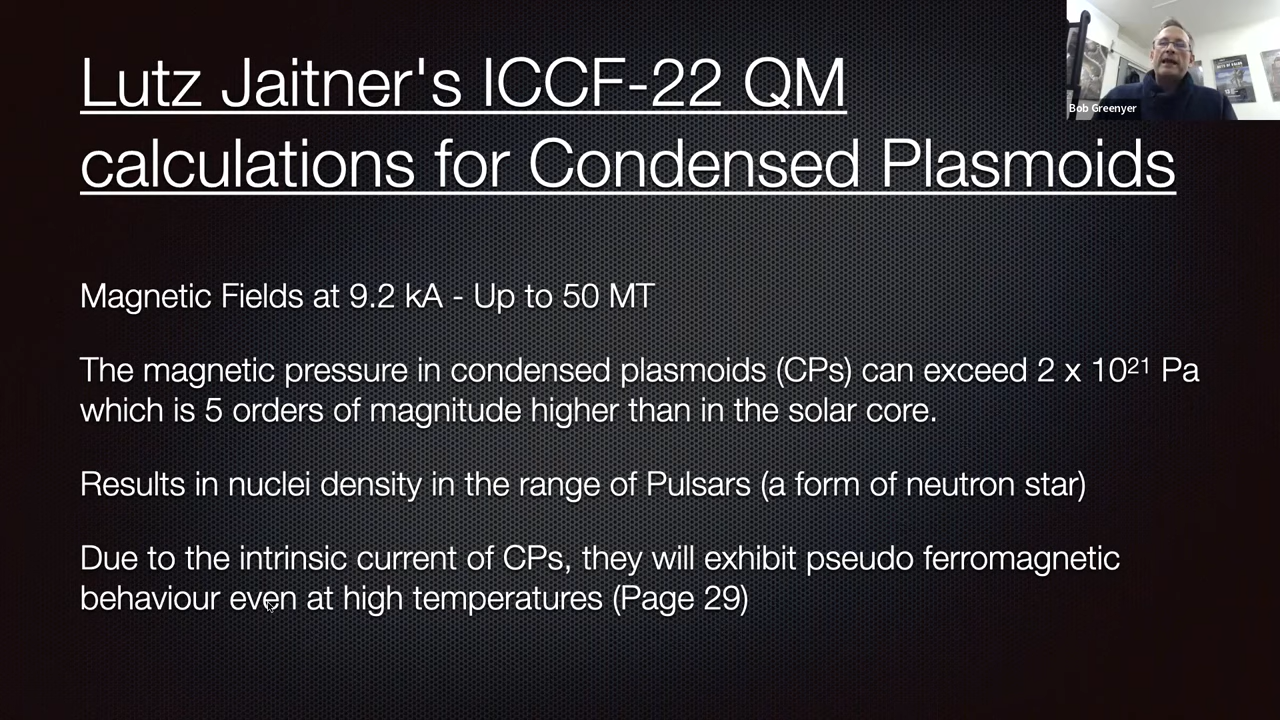 Lutz Jaitner's ICCF-22 QM
calculations for Condensed Plasmoids
Bob Greenyer
Magnetic Fields at 9.2 kA - Up to 50 MT
The magnetic pressure in condensed plasmoids (CPs) can exceed 2 x 10²¹ Pa
which is 5 orders of magnitude higher than in the solar core.
Results in nuclei density in the range of Pulsars (a form of neutron star)
Due to the intrinsic current of CPs, they will exhibit pseudo ferromagnetic
behaviour even at high temperatures (Page 29)